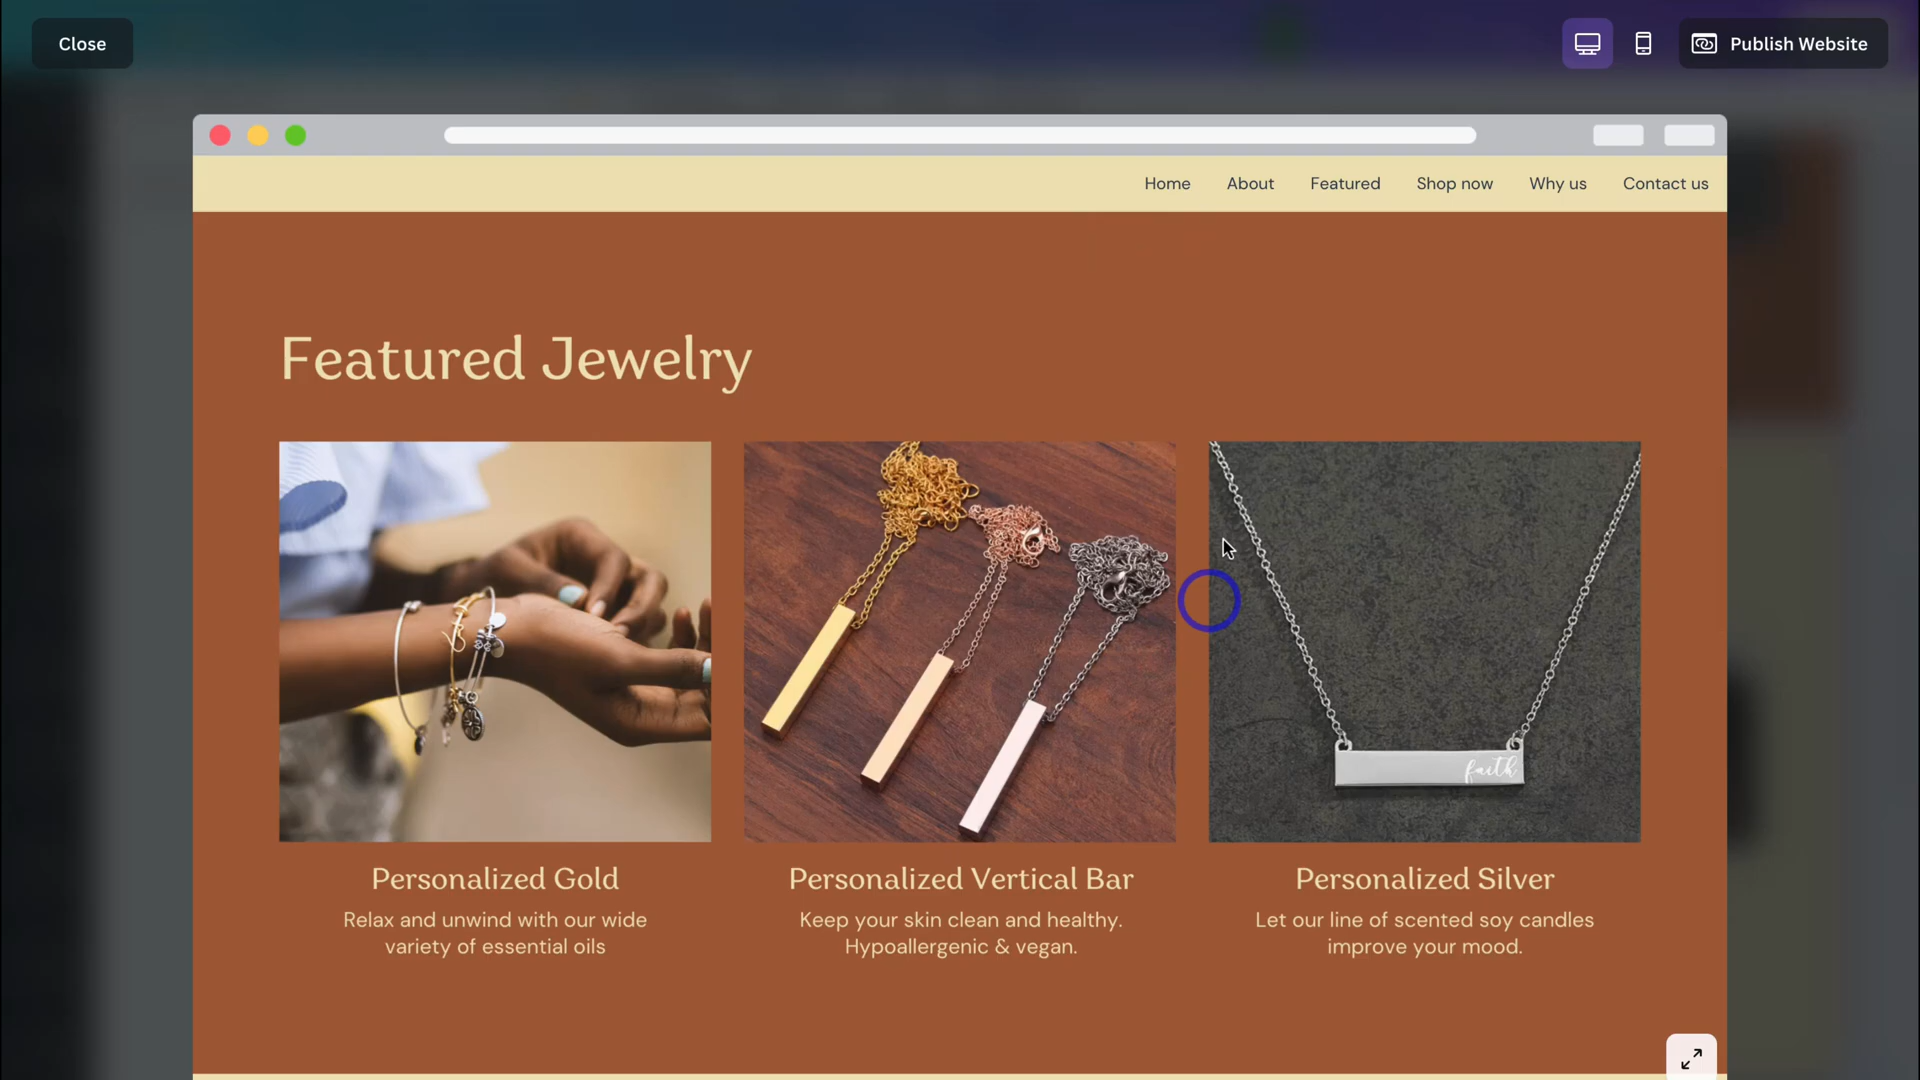 Close
Publish Website
Home About Featured Shop now Why us Contact us
Featured Jewelry
faith
Personalized Gold
Relax and unwind with our wide
variety of essential oils
Personalized Vertical Bar
Keep your skin clean and healthy.
Hypoallergenic & vegan.
Personalized Silver
Let our line of scented soy candles
improve your mood.